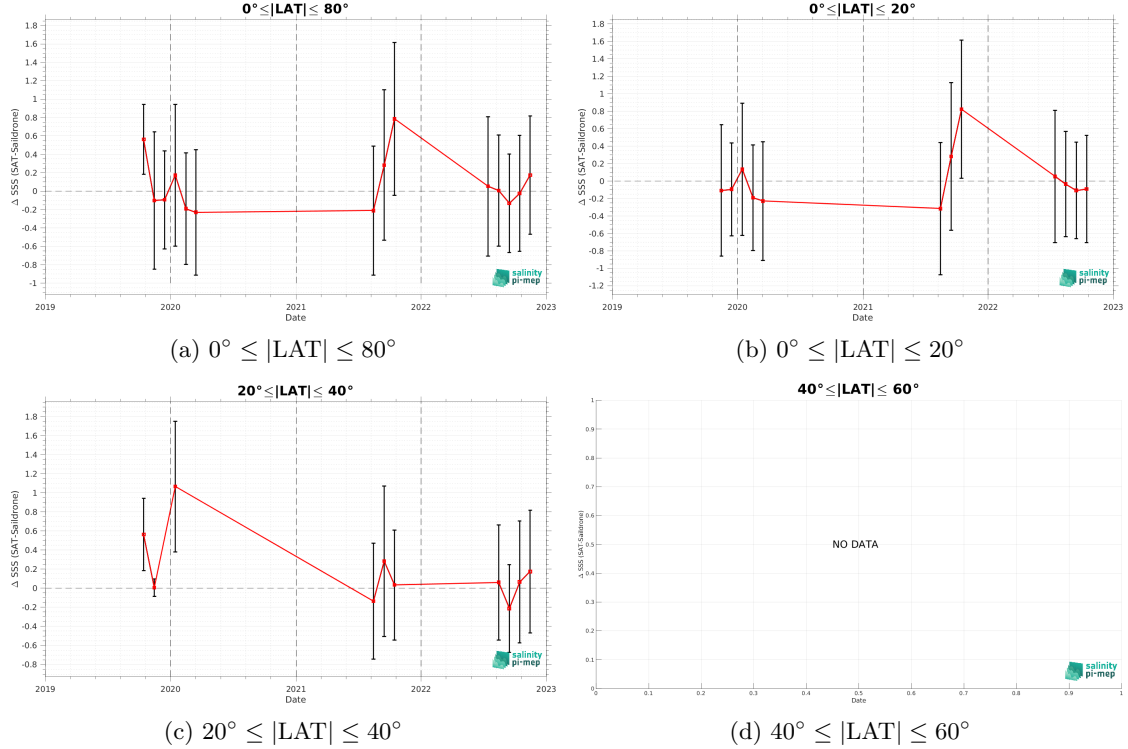 0°≤|LAT|≤ 80°
1.8
1.6
1.4
1.2
1
0.8
0.6
0.4
0.2
0
-0.2
-0.4
-0.6
-0.8
-1
Δ SSS (SAT-Saildrone)
2019 2020 2021 2022 2023
Date
salinity
pi-mep
(a) 0° ≤ |LAT| ≤ 80°
0°≤|LAT|≤ 20°
1.8
1.6
1.4
1.2
1
0.8
0.6
0.4
0.2
0
-0.2
-0.4
-0.6
-0.8
-1
-1.2
Δ SSS (SAT-Saildrone)
2019 2020 2021 2022 2023
Date
salinity
pi-mep
(b) 0° ≤ |LAT| ≤ 20°
20°≤|LAT|≤ 40°
1.8
1.6
1.4
1.2
1
0.8
0.6
0.4
0.2
0
-0.2
-0.4
-0.6
-0.8
Δ SSS (SAT-Saildrone)
2019 2020 2021 2022 2023
Date
salinity
pi-mep
(c) 20° ≤ |LAT| ≤ 40°
40°≤|LAT|≤ 60°
1
0.9
0.8
0.7
0.6
0.5
0.4
0.3
0.2
0.1
0
Δ SSS (SAT-Saildrone)
NO DATA
0 0.1 0.2 0.3 0.4 0.5 0.6 0.7 0.8 0.9 1
Date
salinity
pi-mep
(d) 40° ≤ |LAT| ≤ 60°